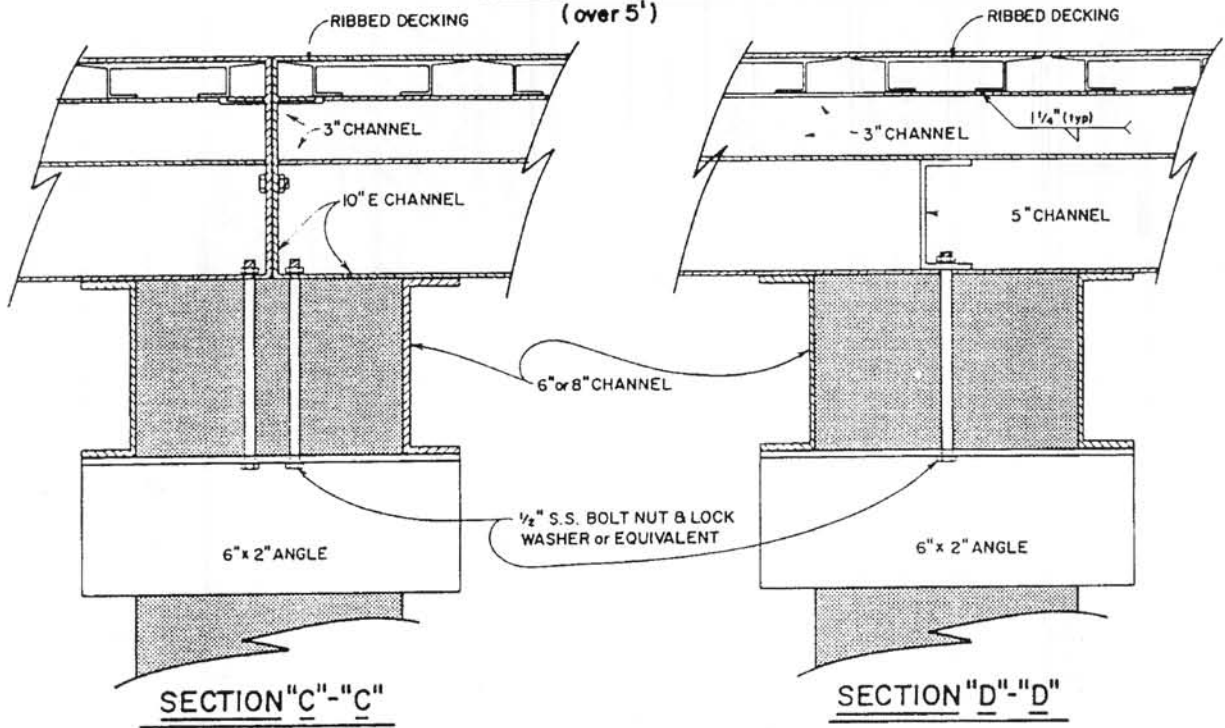 (over 5')
RIBBED DECKING
3" CHANNEL
10" E CHANNEL
6" or 8" CHANNEL
1/2" S.S. BOLT NUT & LOCK
WASHER or EQUIVALENT
6" x 2" ANGLE
SECTION "C"-"C"
RIBBED DECKING
1 1/4" (typ)
3" CHANNEL
5" CHANNEL
6" x 2" ANGLE
SECTION "D"-"D"